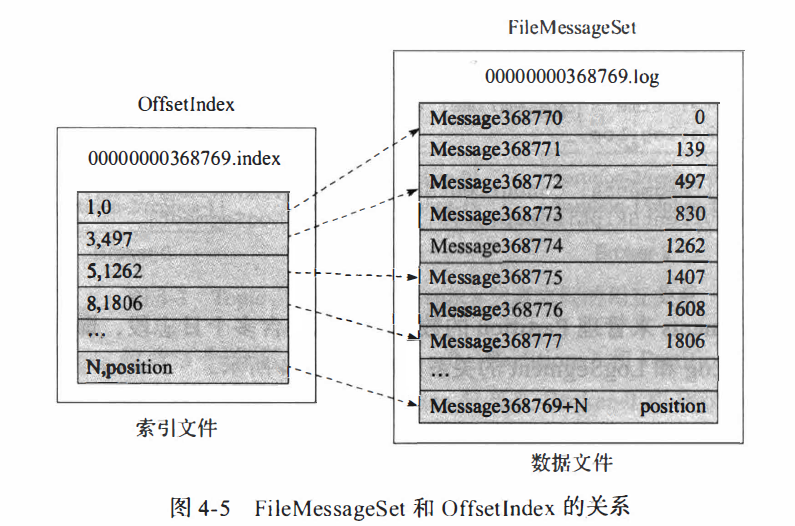 OffsetIndex
00000000368769.index
1,0
3,497
5,1262
8,1806
...
N,position
索引文件
FileMessageSet
00000000368769.log
Message368770 0
Message368771 139
Message368772 497
Message368773 830
Message368774 1262
Message368775 1407
Message368776 1608
Message368777 1806
...
Message368769+N position
数据文件
图 4-5 FileMessageSet 和 OffsetIndex 的关系